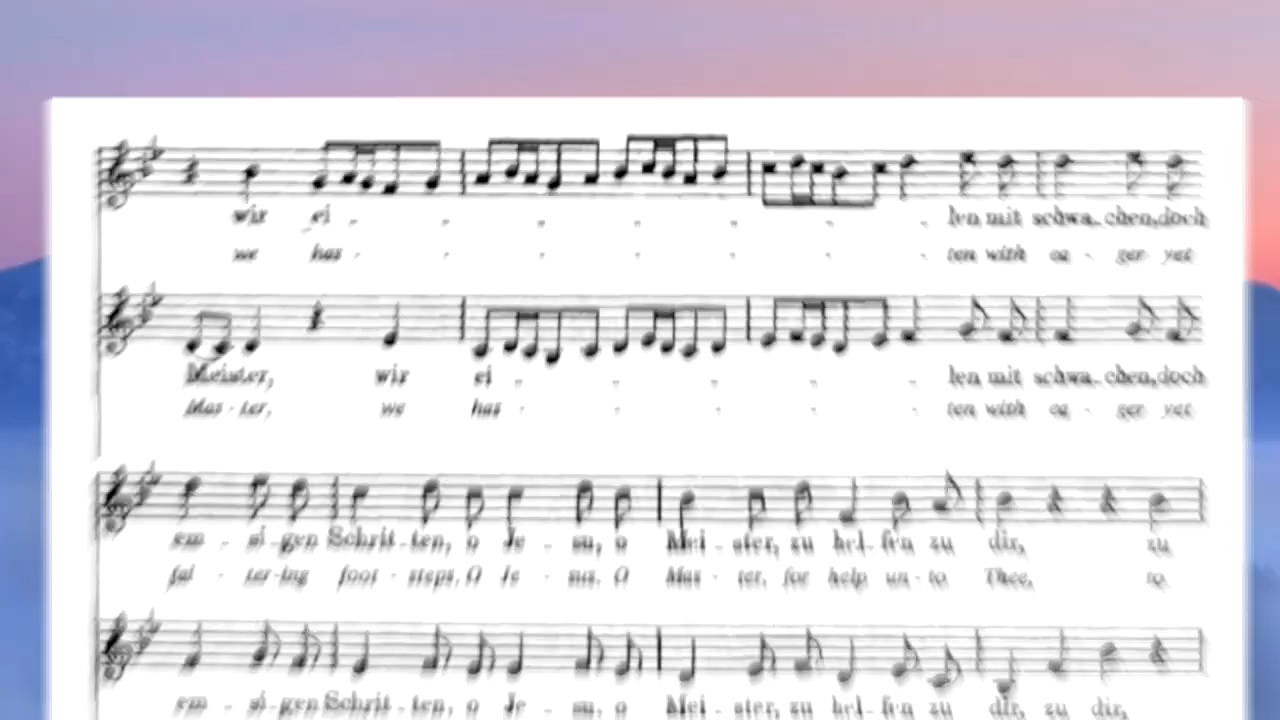 wir ei - - - - - - - len mit schwa - chen, doch
we has - - - - - - - ten with ea - ger yet
Meister, wir ei - - - - - len mit schwa - chen, doch
Mas - ter, we has - - - - - ten with ea - ger yet
em - si - gen Schrit - ten, o Je - su, o Mei - ster, zu hel - fen zu dir, zu
fal - ter - ing foot - steps, O Je - sus, O Mas - ter, for help un - to Thee, to
em - si - gen Schrit - ten, o Je - su, o Mei - ster, zu hel - fen zu dir, zu dir,